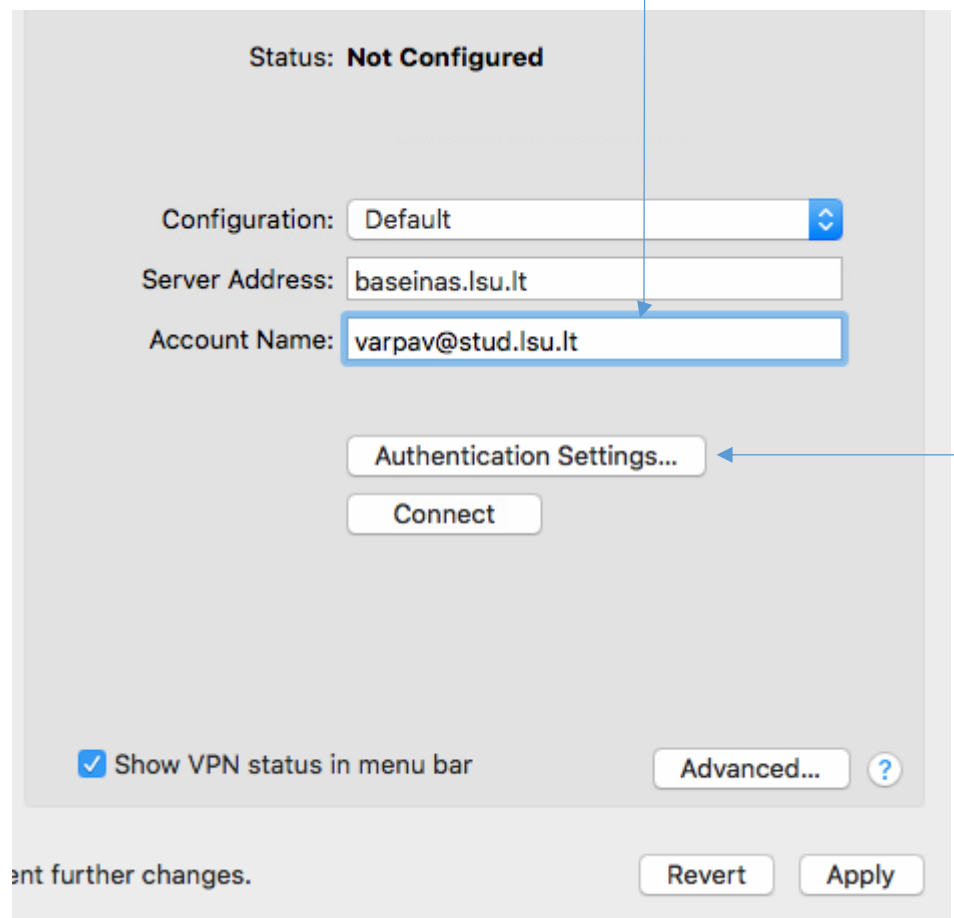 Status: Not Configured
Configuration: Default
Server Address: baseinas.lsu.lt
Account Name: varpav@stud.lsu.lt
Authentication Settings...
Connect
Show VPN status in menu bar
Advanced... ?
ent further changes.
Revert Apply